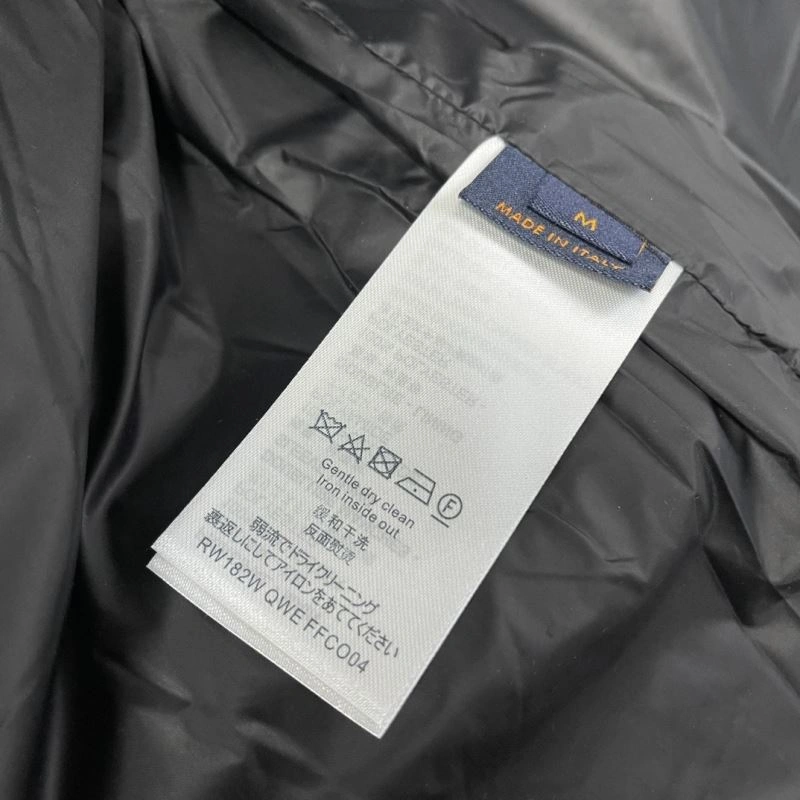 M
MADE IN ITALY
Gentle dry clean
Iron inside out
缓和干洗
反面熨烫
弱流でドライクリーニング
裏返しにしてアイロンをあててください
RW182W QWE FFCO04